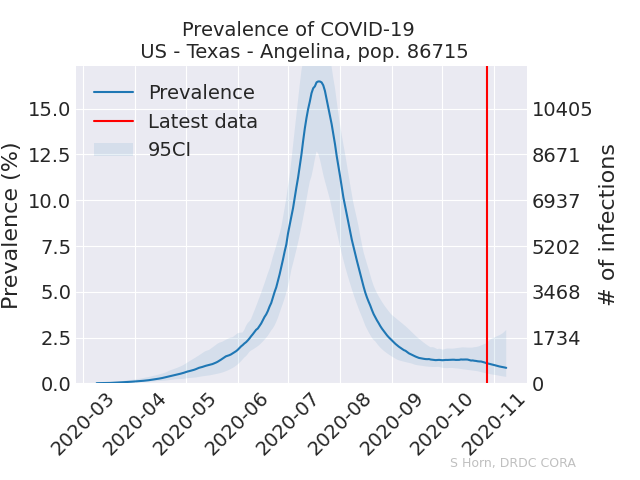 Prevalence of COVID-19
US - Texas - Angelina, pop. 86715
Prevalence
Latest data
95CI
Prevalence (%)
15.0
12.5
10.0
7.5
5.0
2.5
0.0
10405
8671
6937
5202
3468
1734
0
# of infections
2020-03
2020-04
2020-05
2020-06
2020-07
2020-08
2020-09
2020-10
2020-11
S Horn, DRDC CORA